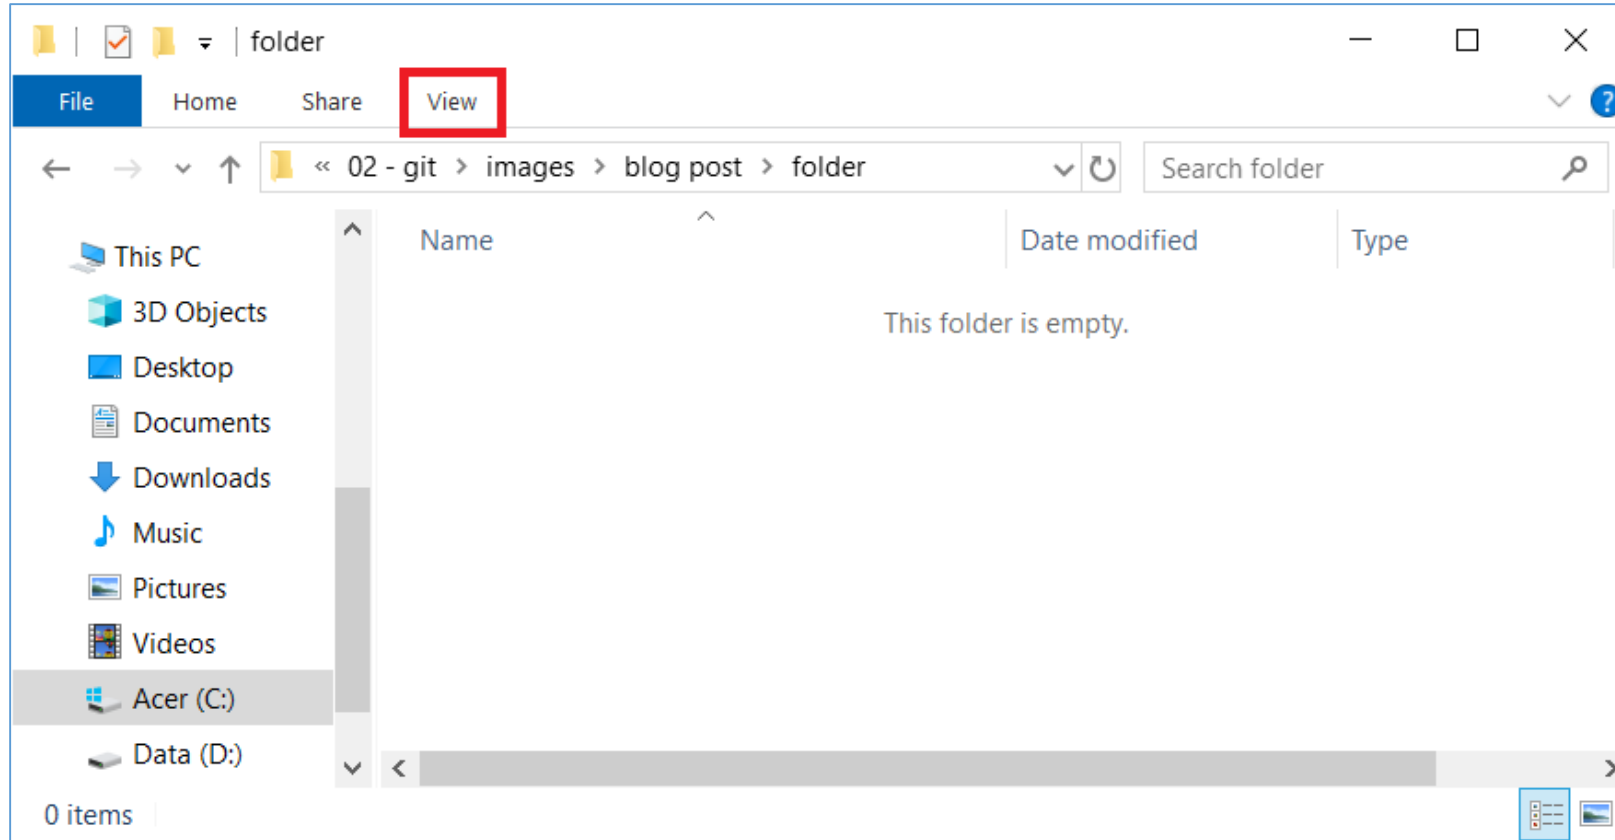 folder
File Home Share View ?
« 02 - git > images > blog post > folder Search folder
Name Date modified Type
This folder is empty.
This PC
3D Objects
Desktop
Documents
Downloads
Music
Pictures
Videos
Acer (C:)
Data (D:)
0 items